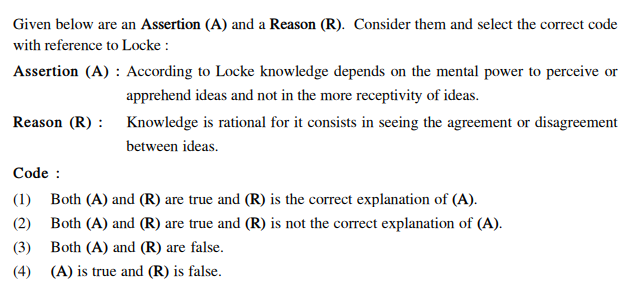 Given below are an Assertion (A) and a Reason (R). Consider them and select the correct code
with reference to Locke :
Assertion (A) : According to Locke knowledge depends on the mental power to perceive or
apprehend ideas and not in the more receptivity of ideas.
Reason (R) : Knowledge is rational for it consists in seeing the agreement or disagreement
between ideas.
Code :
(1) Both (A) and (R) are true and (R) is the correct explanation of (A).
(2) Both (A) and (R) are true and (R) is not the correct explanation of (A).
(3) Both (A) and (R) are false.
(4) (A) is true and (R) is false.